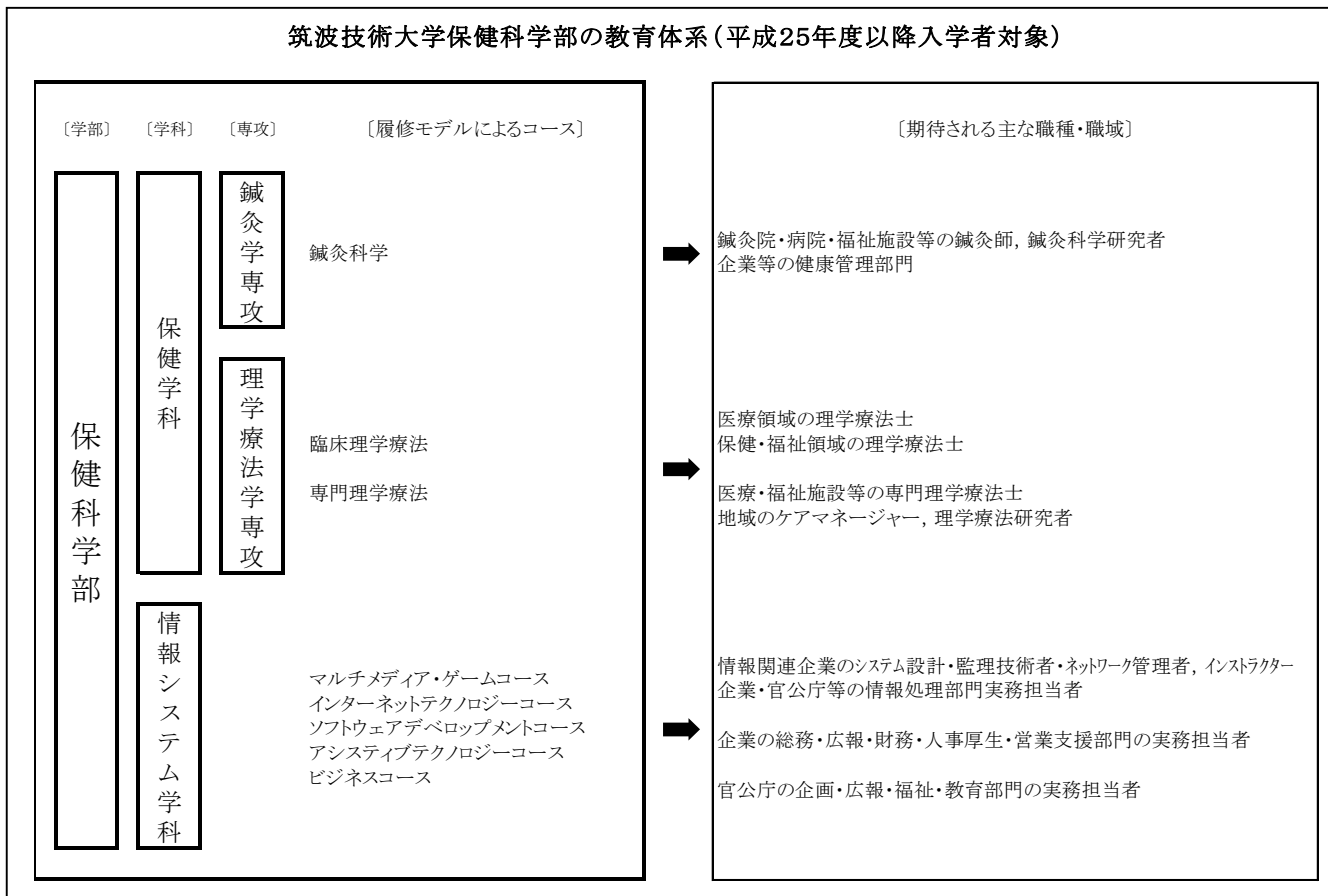 筑波技術大学保健科学部の教育体系（平成25年度以降入学者対象）
〔学部〕
〔学科〕
〔専攻〕
〔履修モデルによるコース〕
〔期待される主な職種・職域〕
保健科学部
保健学科
鍼灸学専攻
鍼灸科学
鍼灸院・病院・福祉施設等の鍼灸師, 鍼灸科学研究者
企業等の健康管理部門
理学療法学専攻
臨床理学療法
専門理学療法
医療領域の理学療法士
保健・福祉領域の理学療法士
医療・福祉施設等の専門理学療法士
地域のケアマネージャー, 理学療法研究者
情報システム学科
マルチメディア・ゲームコース
インターネットテクノロジーコース
ソフトウェアデベロップメントコース
アシスティブテクノロジーコース
ビジネスコース
情報関連企業のシステム設計・監理技術者・ネットワーク管理者, インストラクター
企業・官公庁等の情報処理部門実務担当者
企業の総務・広報・財務・人事厚生・営業支援部門の実務担当者
官公庁の企画・広報・福祉・教育部門の実務担当者